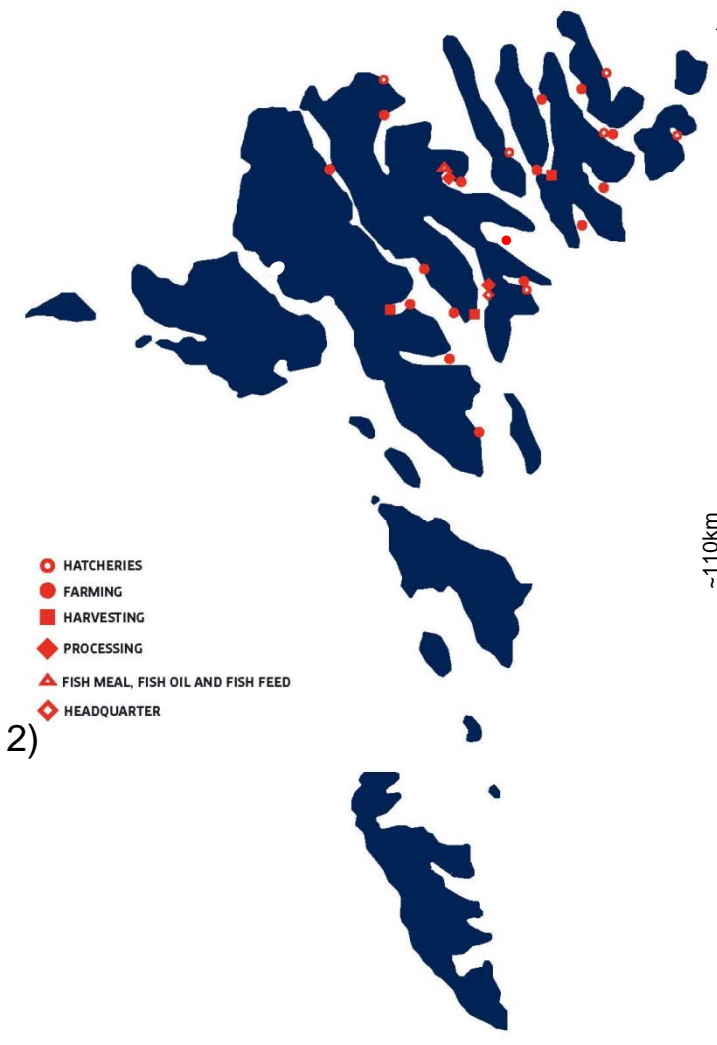 HATCHERIES
FARMING
HARVESTING
PROCESSING
FISH MEAL, FISH OIL AND FISH FEED
HEADQUARTER
2)
~110km